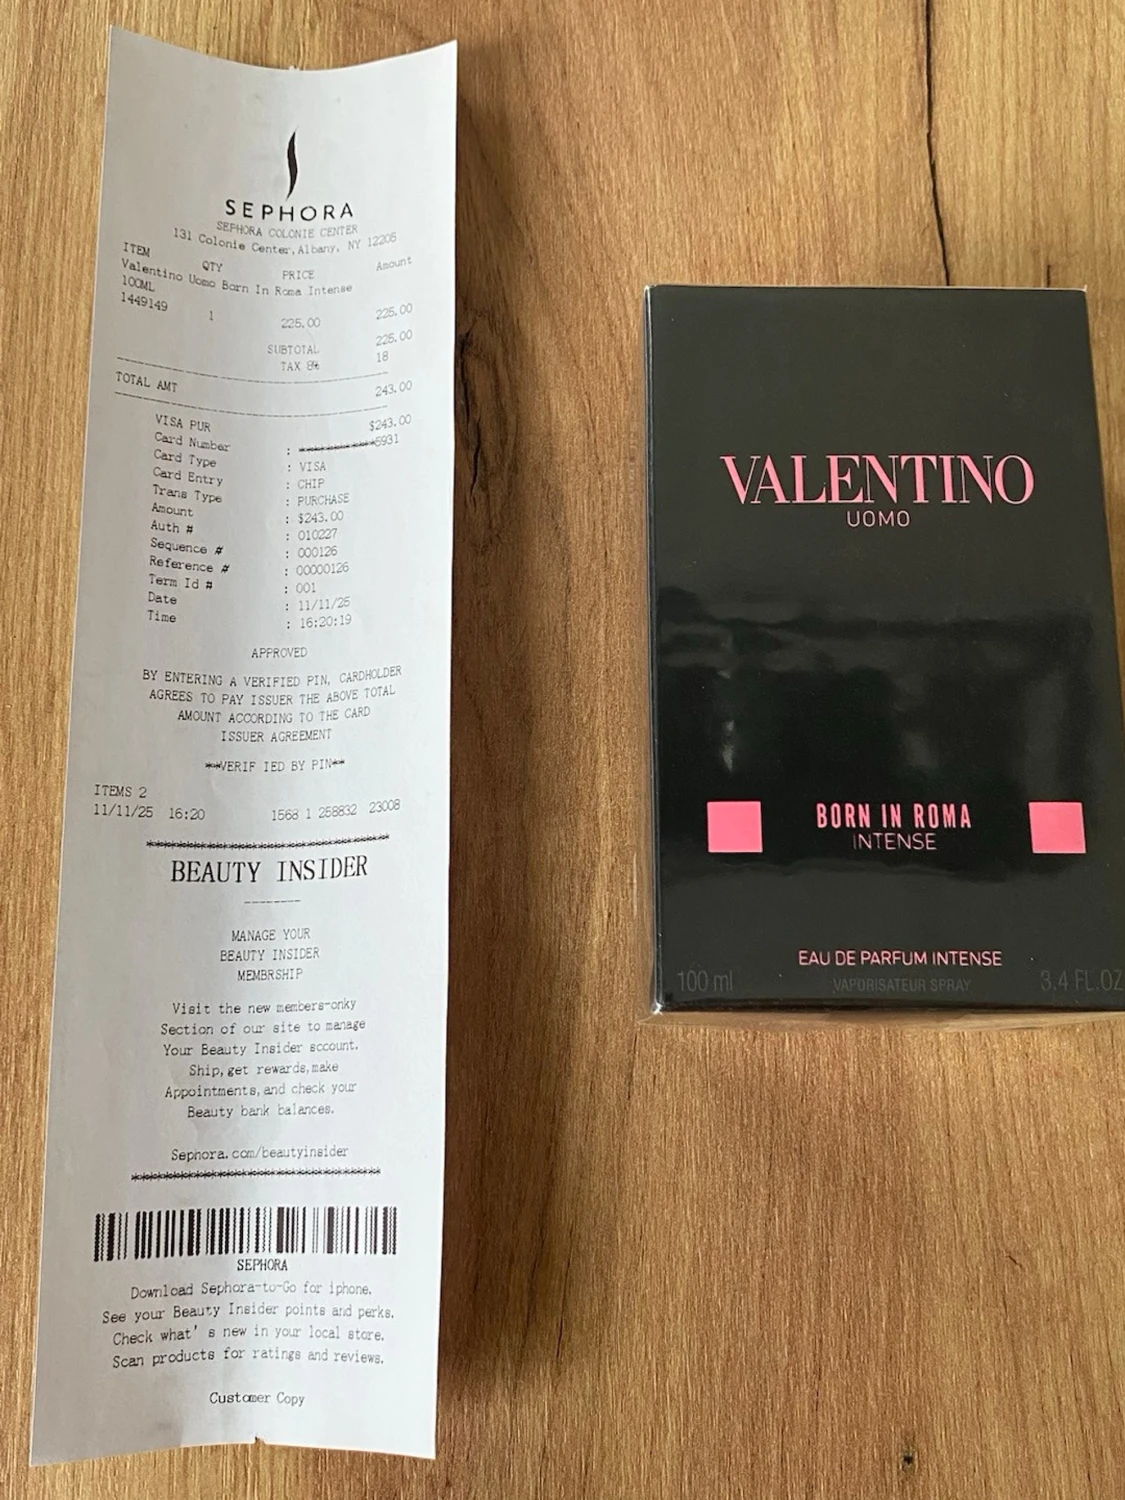 SEPHORA
SEPHORA COLONIE CENTER
131 Colonie Center, Albany, NY 12205
ITEM QTY PRICE Amount
Valentino Uomo Born In Roma Intense
100ML
1449149 1 225.00 225.00
SUBTOTAL 225.00
TAX 8% 18
TOTAL AMT 243.00
VISA PUR $243.00
Card Number : ************6931
Card Type : VISA
Card Entry : CHIP
Trans Type : PURCHASE
Amount : $243.00
Auth # : 010227
Sequence # : 000126
Reference # : 00000126
Term Id # : 001
Date : 11/11/25
Time : 16:20:19
APPROVED
BY ENTERING A VERIFIED PIN, CARDHOLDER
AGREES TO PAY ISSUER THE ABOVE TOTAL
AMOUNT ACCORDING TO THE CARD
ISSUER AGREEMENT
**VERIF IED BY PIN**
ITEMS 2
11/11/25 16:20 1568 1 258832 23008
BEAUTY INSIDER
MANAGE YOUR
BEAUTY INSIDER
MEMBRSHIP
Visit the new members-onky
Section of our site to manage
Your Beauty Insider sccount.
Ship, get rewards, make
Appointments, and check your
Beauty bank balances.
Sephora.com/beautyinsider
SEPHORA
Download Sephora-to-Go for iphone.
See your Beauty Insider points and perks.
Check what's new in your local store.
Scan products for ratings and reviews.
Customer Copy
VALENTINO
UOMO
BORN IN ROMA
INTENSE
EAU DE PARFUM INTENSE
100 ml VAPORISATEUR SPRAY 3.4 FL.OZ